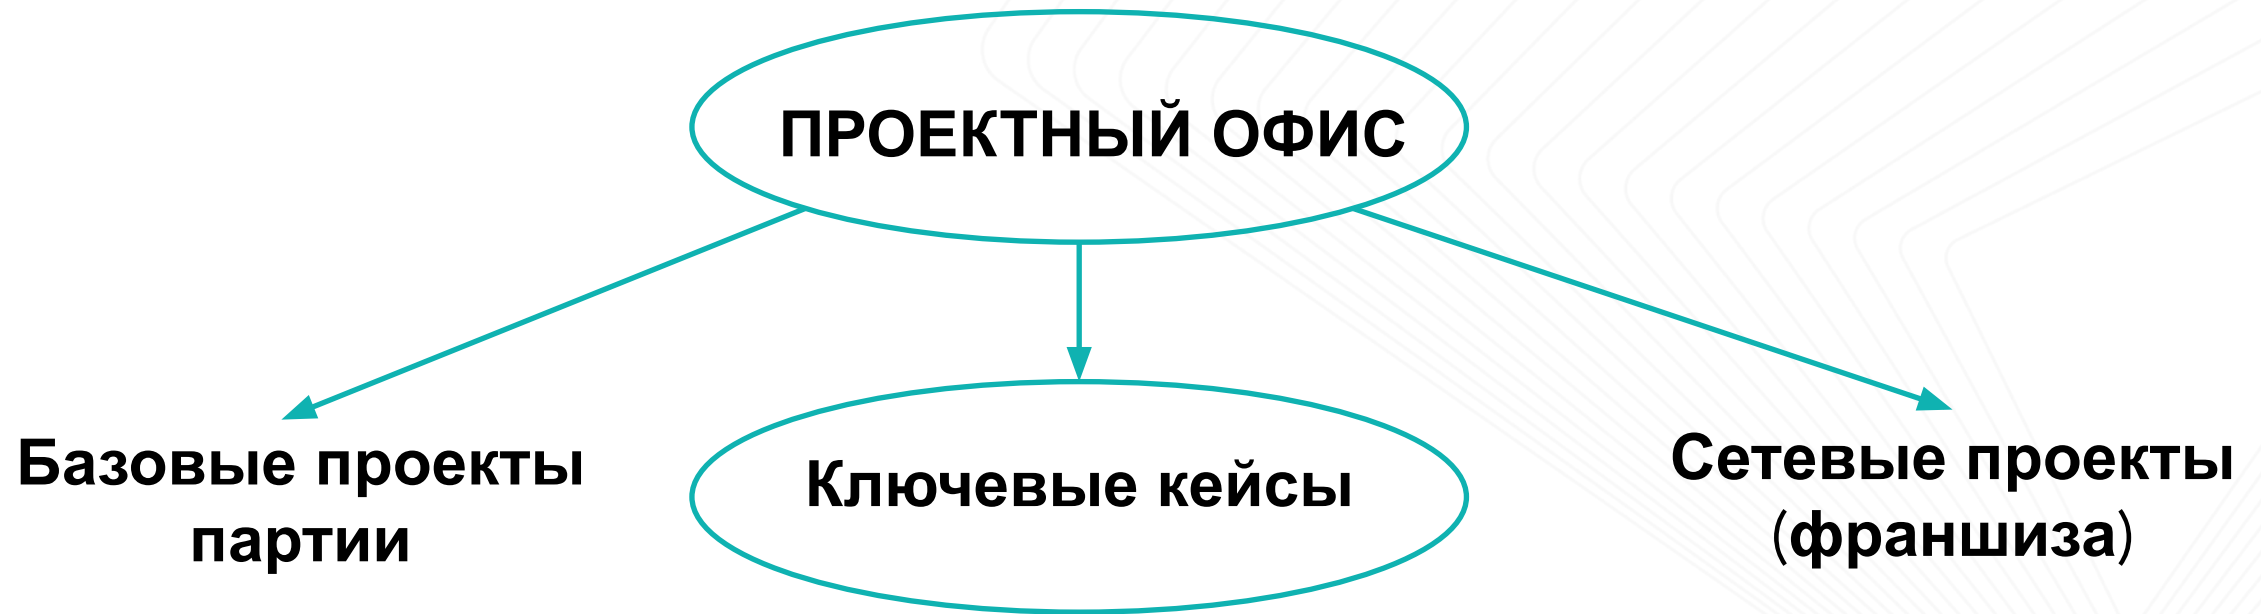 ПРОЕКТНЫЙ ОФИС
Базовые проекты
партии
Ключевые кейсы
Сетевые проекты
(франшиза)